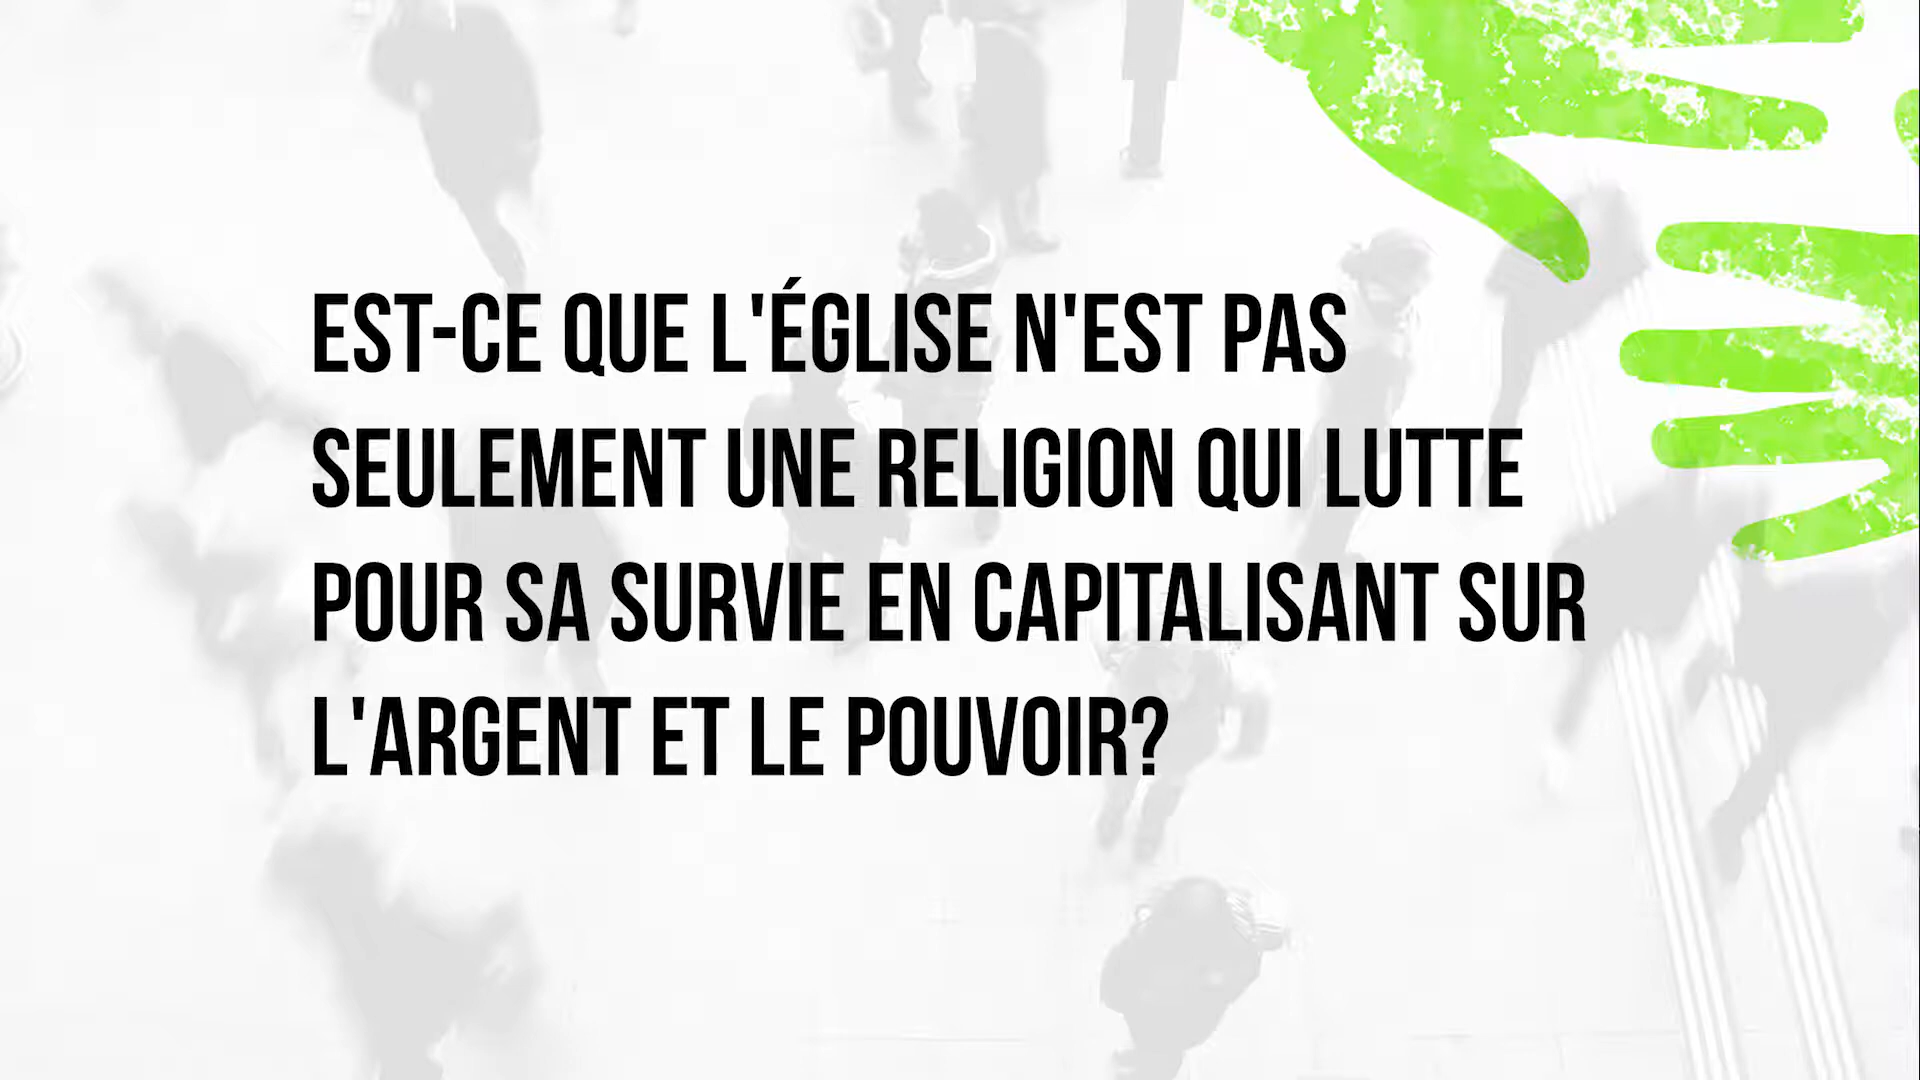 EST-CE QUE L'ÉGLISE N'EST PAS
SEULEMENT UNE RELIGION QUI LUTTE
POUR SA SURVIE EN CAPITALISANT SUR
L'ARGENT ET LE POUVOIR?